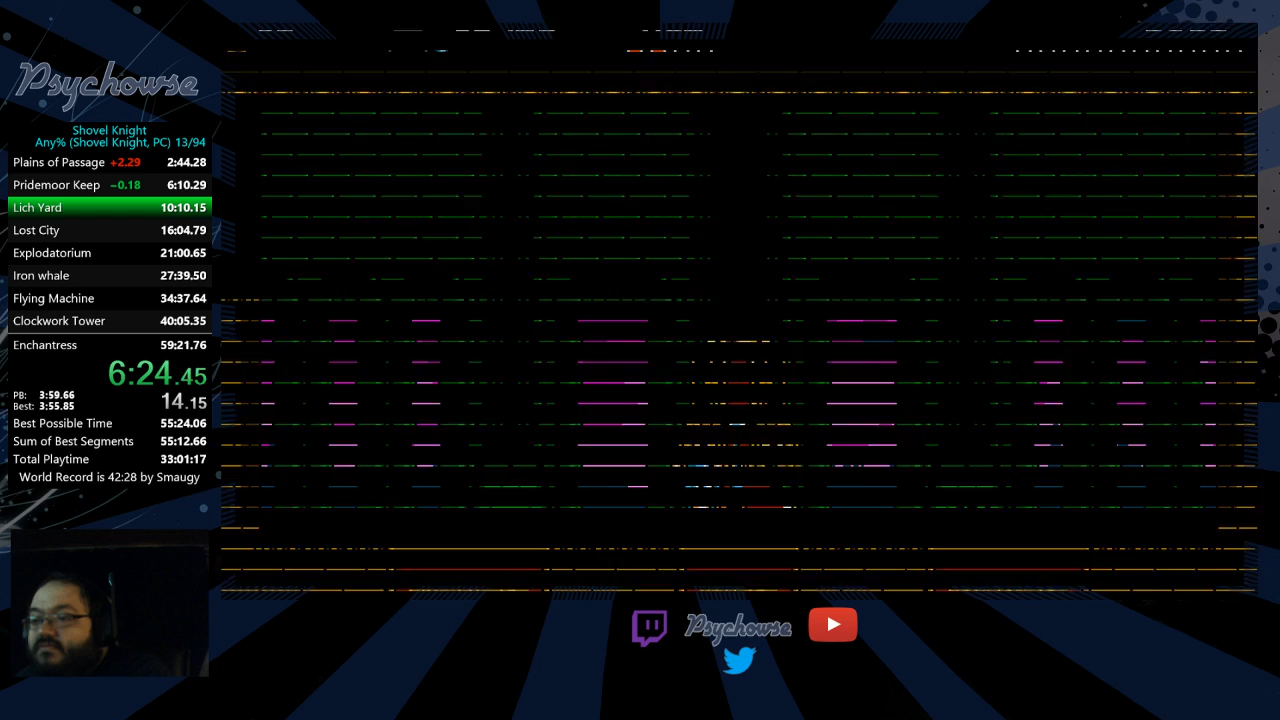 Psychowse
Shovel Knight
Any% (Shovel Knight, PC) 13/94
Plains of Passage +2.29 2:44.28
Pridemoor Keep −0.18 6:10.29
Lich Yard 10:10.15
Lost City 16:04.79
Explodatorium 21:00.65
Iron whale 27:39.50
Flying Machine 34:37.64
Clockwork Tower 40:05.35
Enchantress 59:21.76
6:24.45
PB: 3:59.66
Best: 3:55.85
14.15
Best Possible Time 55:24.06
Sum of Best Segments 55:12.66
Total Playtime 33:01:17
World Record is 42:28 by Smaugy
Psychowse